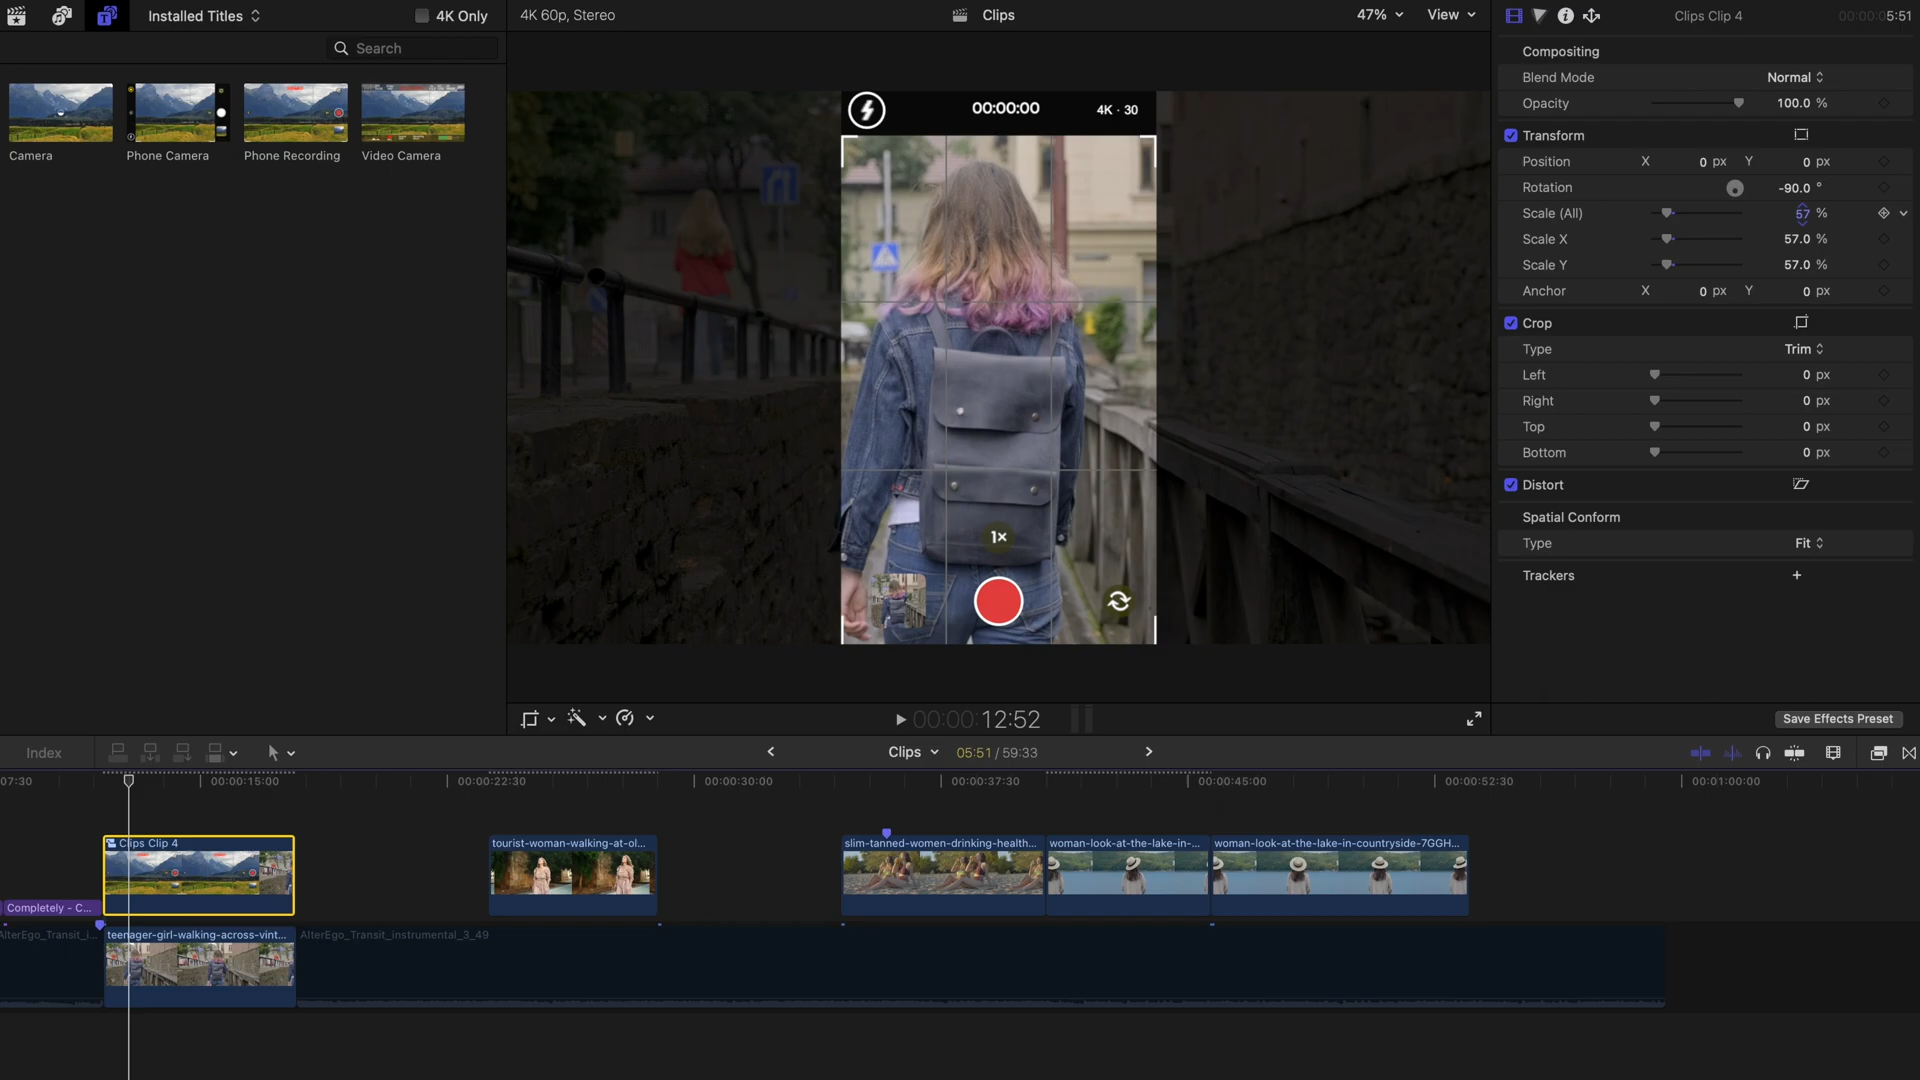 Installed Titles
4K Only
Search
Camera
Phone Camera
Phone Recording
Video Camera
4K 60p, Stereo
Clips
47%
View
00:00:00
4K · 30
1×
00:00:12:52
Clips Clip 4
00:00:05:51
Compositing
Blend Mode Normal
Opacity 100.0 %
Transform
Position X 0 px Y 0 px
Rotation -90.0 °
Scale (All) 57 %
Scale X 57.0 %
Scale Y 57.0 %
Anchor X 0 px Y 0 px
Crop
Type Trim
Left 0 px
Right 0 px
Top 0 px
Bottom 0 px
Distort
Spatial Conform
Type Fit
Trackers +
Save Effects Preset
Index
Clips 05:51 / 59:33
07:30
00:00:15:00
00:00:22:30
00:00:30:00
00:00:37:30
00:00:45:00
00:00:52:30
00:01:00:00
Clips Clip 4
tourist-woman-walking-at-ol...
slim-tanned-women-drinking-health...
woman-look-at-the-lake-in-...
woman-look-at-the-lake-in-countryside-7GGH...
Completely - C...
AlterEgo_Transit_i...
teenager-girl-walking-across-vint...
AlterEgo_Transit_instrumental_3_49